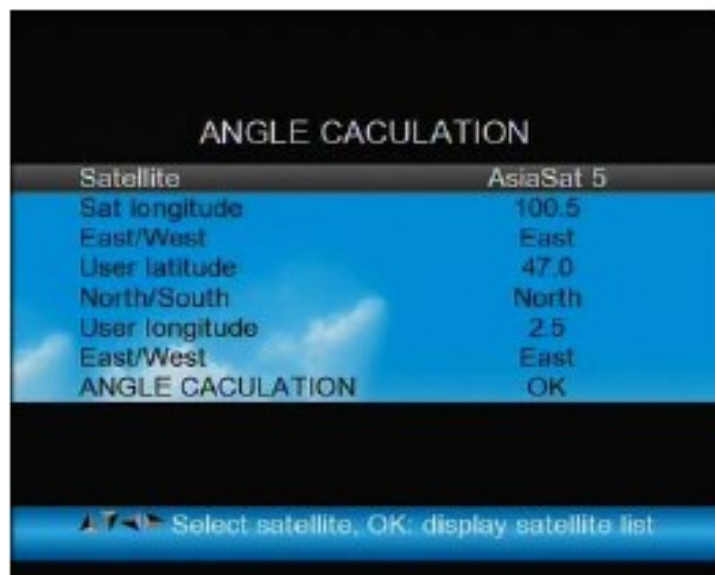 ANGLE CACULATION
Satellite AsiaSat 5
Sat longitude 100.5
East/West East
User latitude 47.0
North/South North
User longitude 2.5
East/West East
ANGLE CACULATION OK
Select satellite, OK: display satellite list